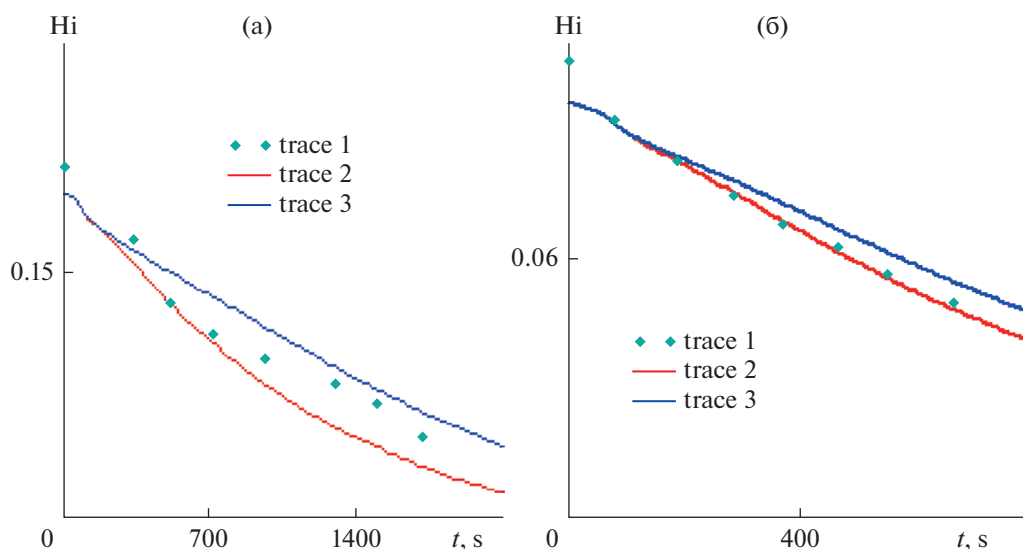 Hi
(а)
trace 1
trace 2
trace 3
0.15
0
700
1400
t, s
Hi
(б)
0.06
trace 1
trace 2
trace 3
0
400
t, s